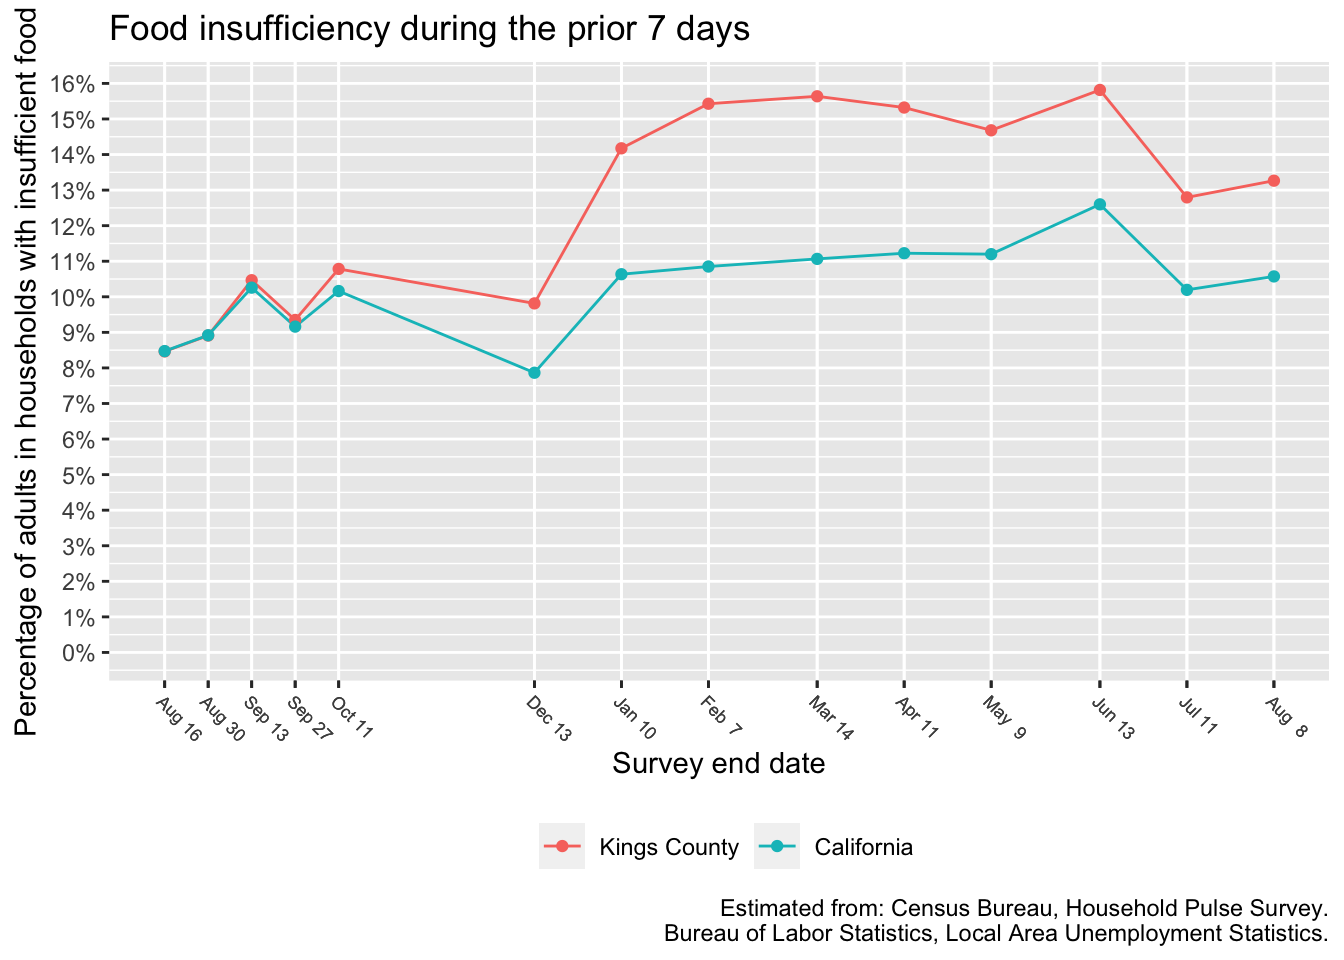 Food insufficiency during the prior 7 days
Percentage of adults in households with insufficient food
16%
15%
14%
13%
12%
11%
10%
9%
8%
7%
6%
5%
4%
3%
2%
1%
0%
Aug 16
Aug 30
Sep 13
Sep 27
Oct 11
Dec 13
Jan 10
Feb 7
Mar 14
Apr 11
May 9
Jun 13
Jul 11
Aug 8
Survey end date
Kings County
California
Estimated from: Census Bureau, Household Pulse Survey.
Bureau of Labor Statistics, Local Area Unemployment Statistics.